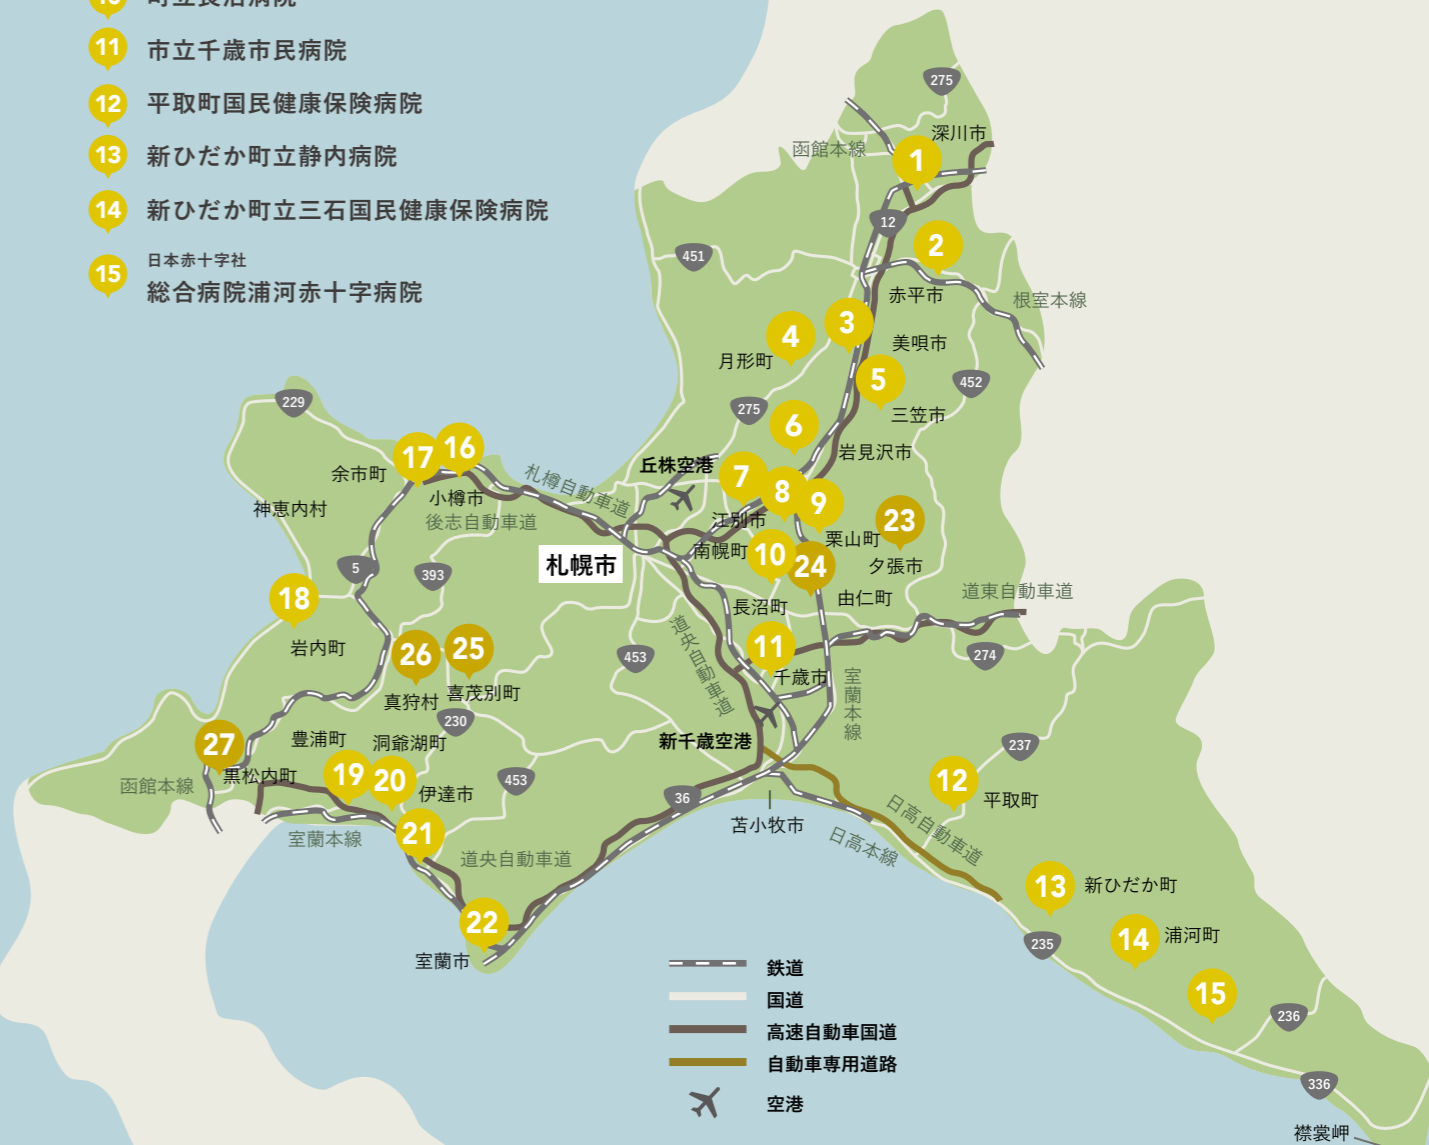 10 町立長沼病院
11 市立千歳市民病院
12 平取町国民健康保険病院
13 新ひだか町立静内病院
14 新ひだか町立三石国民健康保険病院
日本赤十字社
15 総合病院浦河赤十字病院
275
深川市
函館本線
1
12
2
451
赤平市
根室本線
3
4
美唄市
月形町
5
452
229
275
三笠市
6
岩見沢市
17
16
丘株空港
余市町
札樽自動車道
7
8
9
小樽市
神恵内村
後志自動車道
江別市
23
栗山町
南幌町
10
24
夕張市
札幌市
5
393
18
由仁町
道東自動車道
長沼町
岩内町
26
25
453
道央自動車道
11
274
千歳市
室蘭本線
真狩村
喜茂別町
230
27
豊浦町
洞爺湖町
新千歳空港
237
黒松内町
函館本線
19
20
伊達市
453
36
12
平取町
苫小牧市
日高自動車道
日高本線
室蘭本線
21
道央自動車道
13
新ひだか町
22
235
14
浦河町
室蘭市
15
236
336
襟裳岬
鉄道
国道
高速自動車国道
自動車専用道路
空港